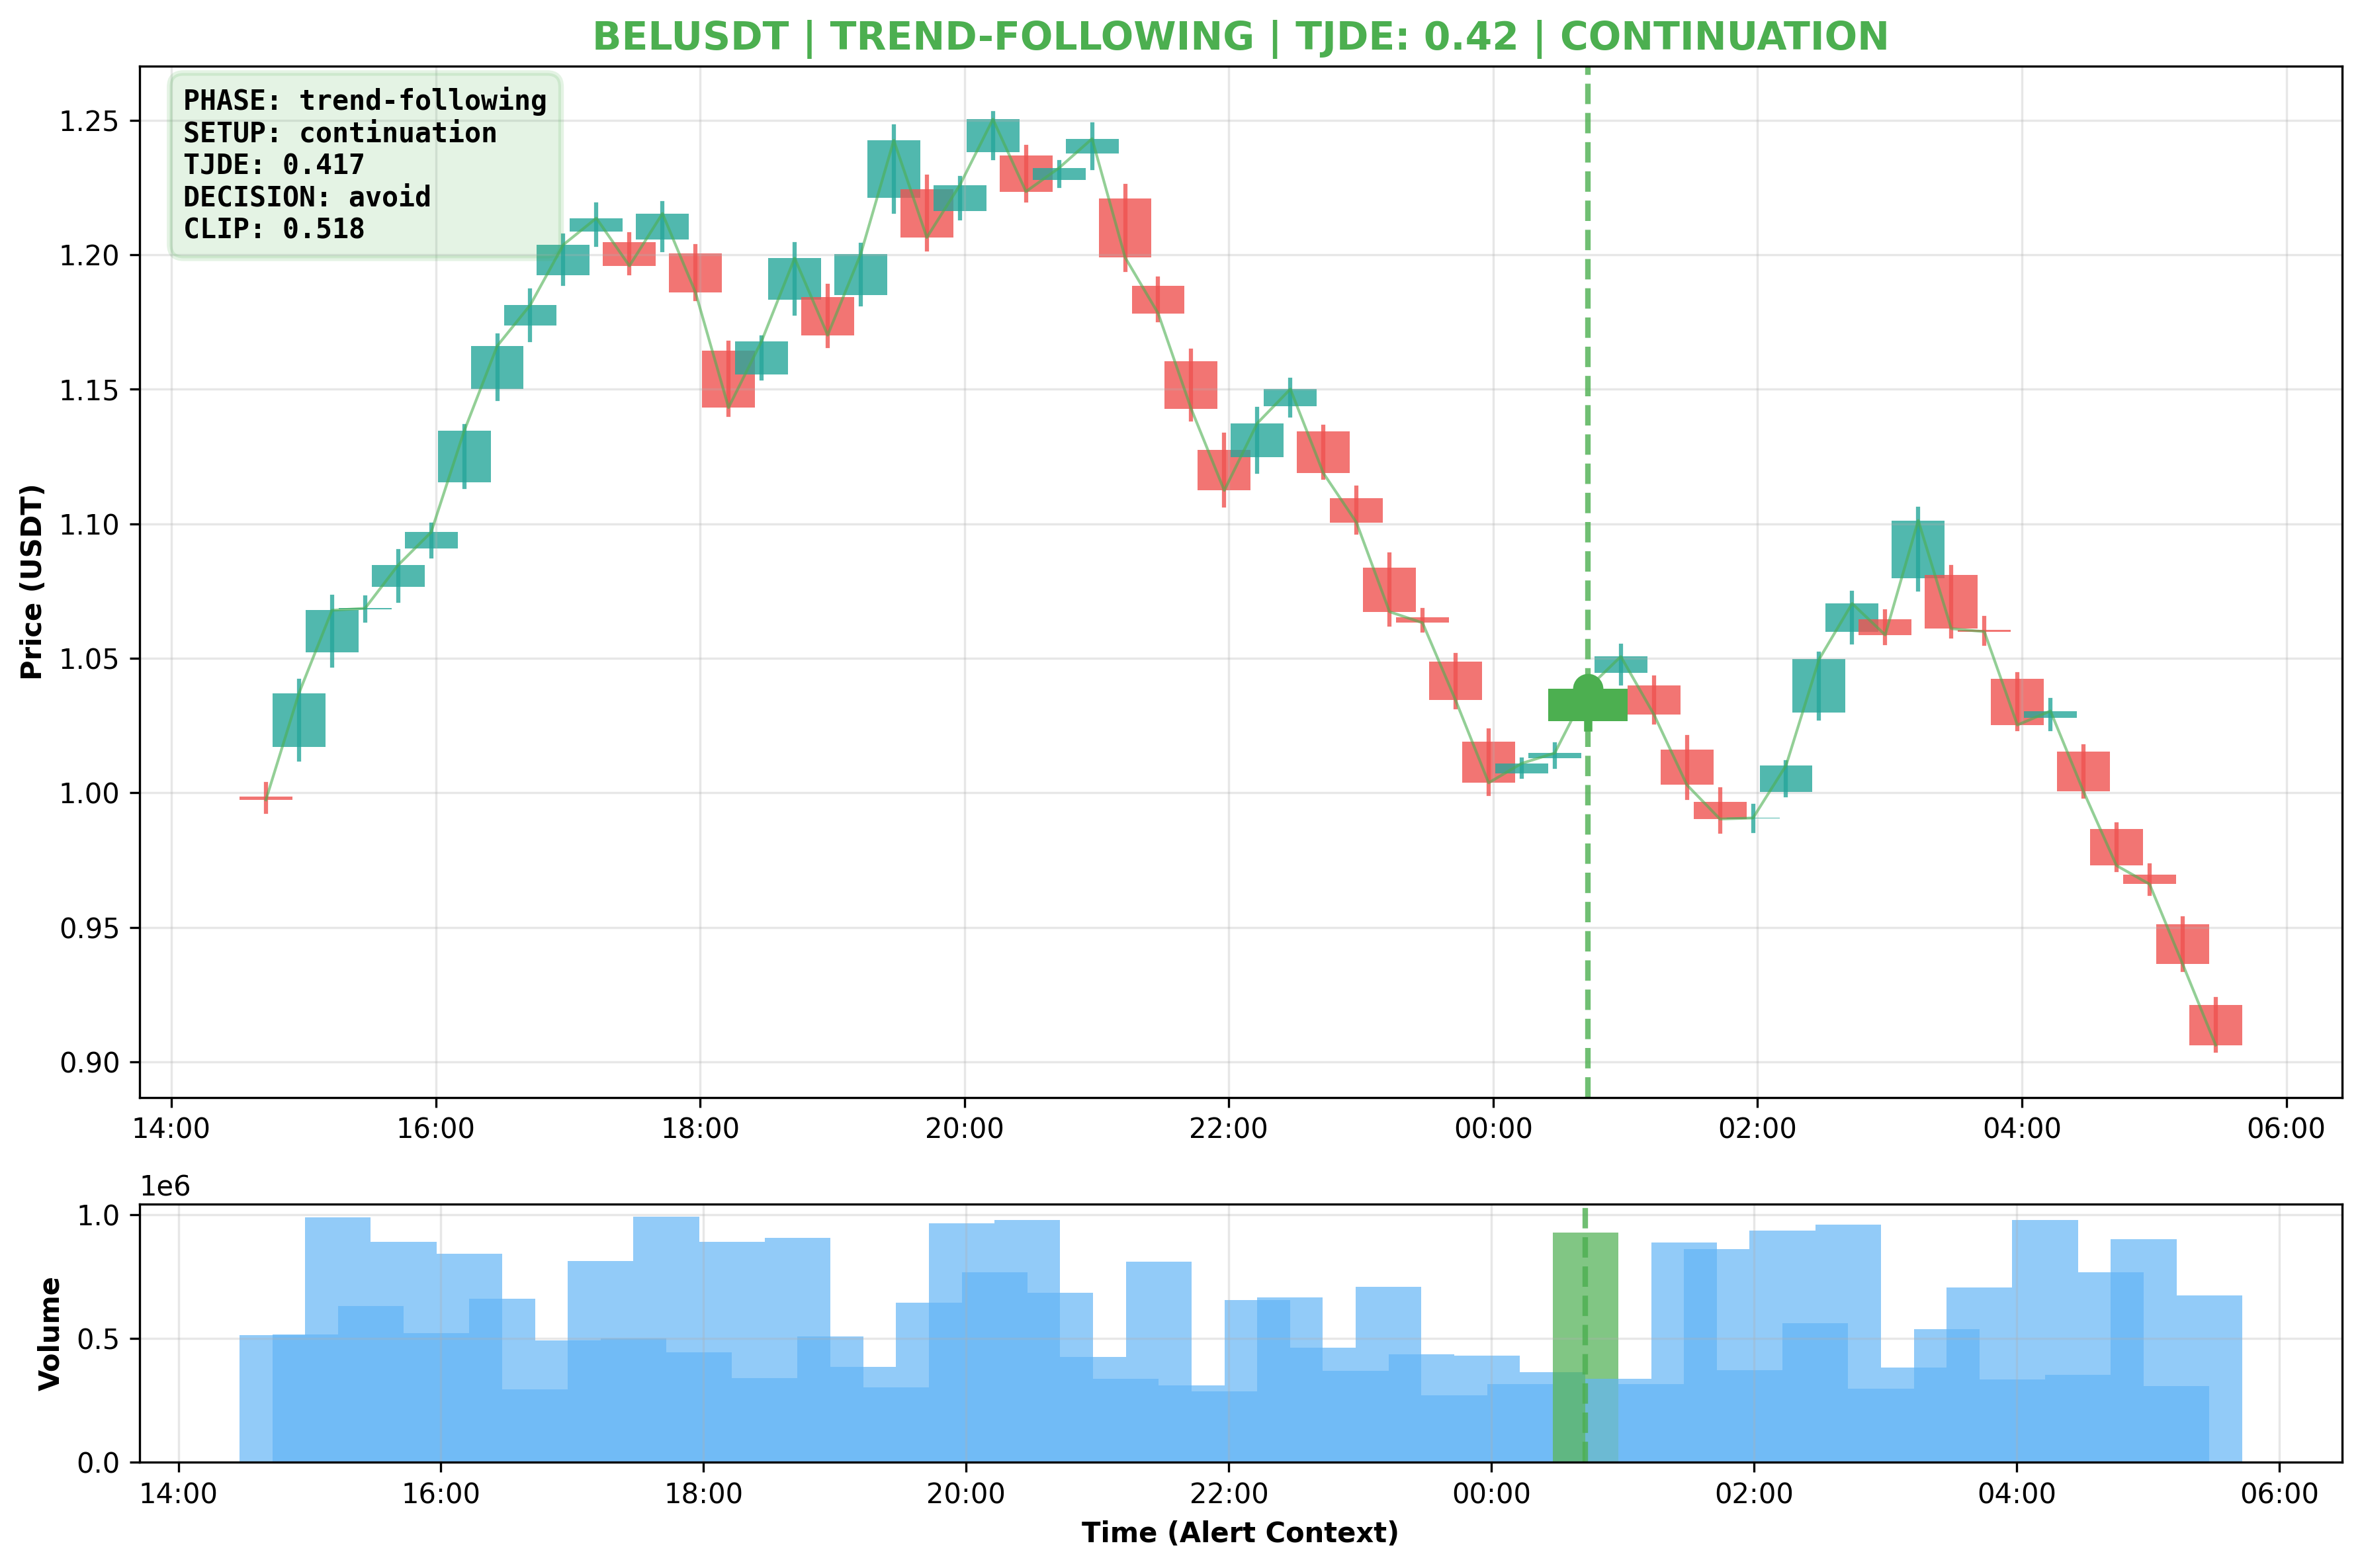 BELUSDT | TREND-FOLLOWING | TJDE: 0.42 | CONTINUATION
PHASE: trend-following
SETUP: continuation
TJDE: 0.417
DECISION: avoid
CLIP: 0.518
Price (USDT)
1.25
1.20
1.15
1.10
1.05
1.00
0.95
0.90
14:00 16:00 18:00 20:00 22:00 00:00 02:00 04:00 06:00
1e6
Volume
1.0
0.5
0.0
14:00 16:00 18:00 20:00 22:00 00:00 02:00 04:00 06:00
Time (Alert Context)